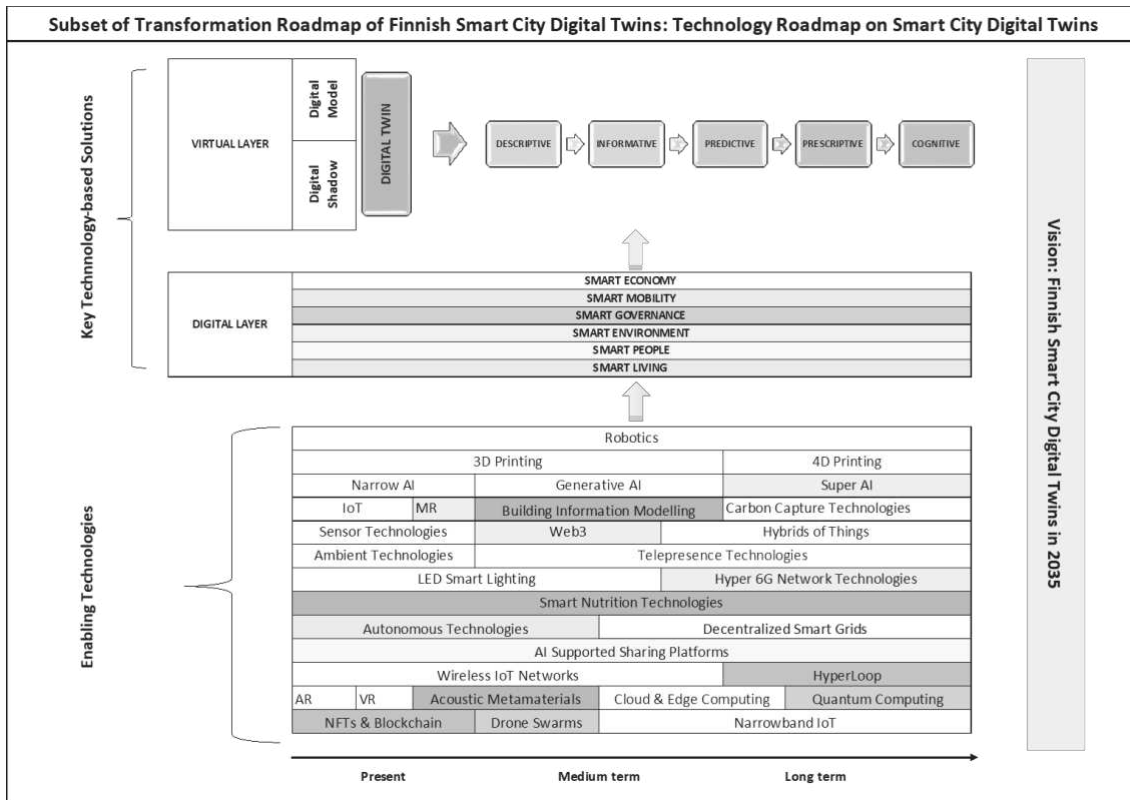 Subset of Transformation Roadmap of Finnish Smart City Digital Twins: Technology Roadmap on Smart City Digital Twins
Key Technnology-based Solutions
VIRTUAL LAYER
Digital
Model
Digital
Shadow
DIGITAL TWIN
DESCRIPTIVE
INFORMATIVE
PREDICTIVE
PRESCRIPTIVE
COGNITIVE
DIGITAL LAYER
SMART ECONOMY
SMART MOBILITY
SMART GOVERNANCE
SMART ENVIRONMENT
SMART PEOPLE
SMART LIVING
Enabling Technologies
Robotics
3D Printing
4D Printing
Narrow AI
Generative AI
Super AI
IoT
MR
Building Information Modelling
Carbon Capture Technologies
Sensor Technologies
Web3
Hybrids of Things
Ambient Technologies
Telepresence Technologies
LED Smart Lighting
Hyper 6G Network Technologies
Smart Nutrition Technologies
Autonomous Technologies
Decentralized Smart Grids
AI Supported Sharing Platforms
Wireless IoT Networks
HyperLoop
AR
VR
Acoustic Metamaterials
Cloud & Edge Computing
Quantum Computing
NFTs & Blockchain
Drone Swarms
Narrowband IoT
Present
Medium term
Long term
Vision: Finnish Smart City Digital Twins in 2035